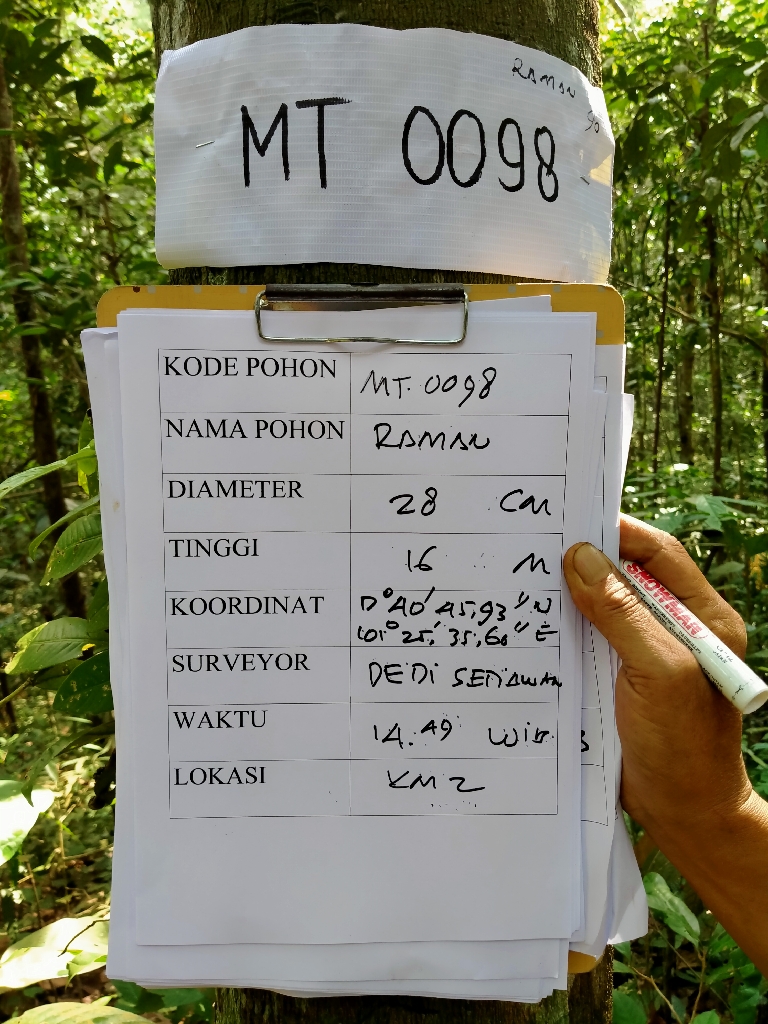 RAMAN
90
MT 0098
KODE POHON MT. 0098
NAMA POHON RAMAN
DIAMETER 28 CM
TINGGI 16 M
KOORDINAT 0° 40' 45,93" N
101° 25' 35,60" E
SURVEYOR DEDI SETIAWAN
WAKTU 14.49 WIB
LOKASI KM 2
SNOWMAN